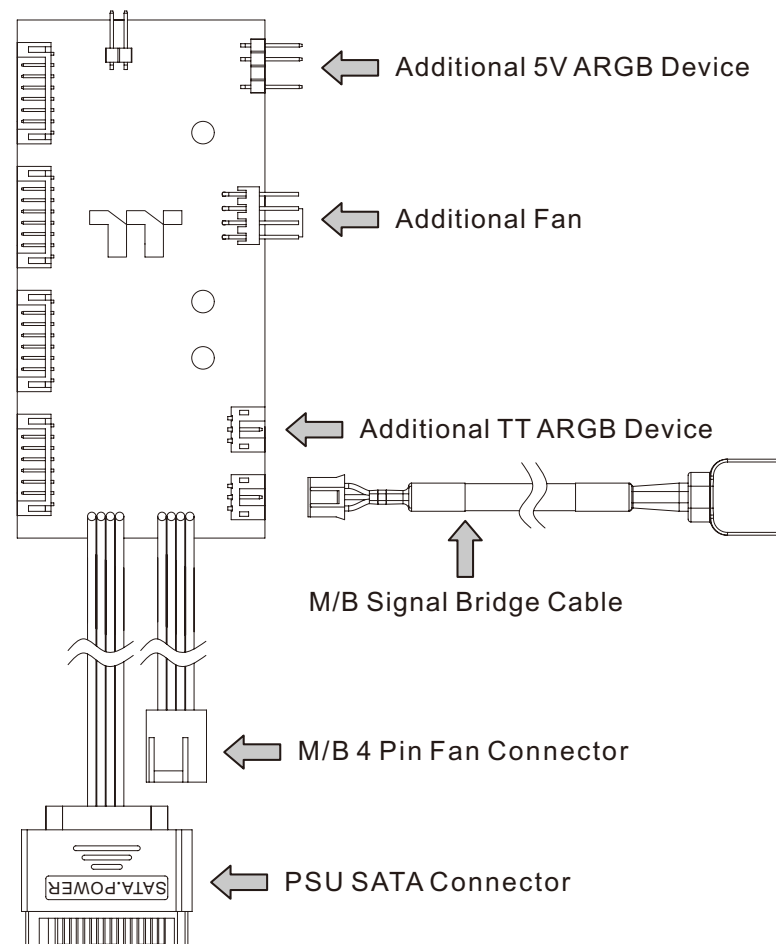 Additional 5V ARGB Device
Additional Fan
Additional TT ARGB Device
M/B Signal Bridge Cable
M/B 4 Pin Fan Connector
PSU SATA Connector
SATA.POWER